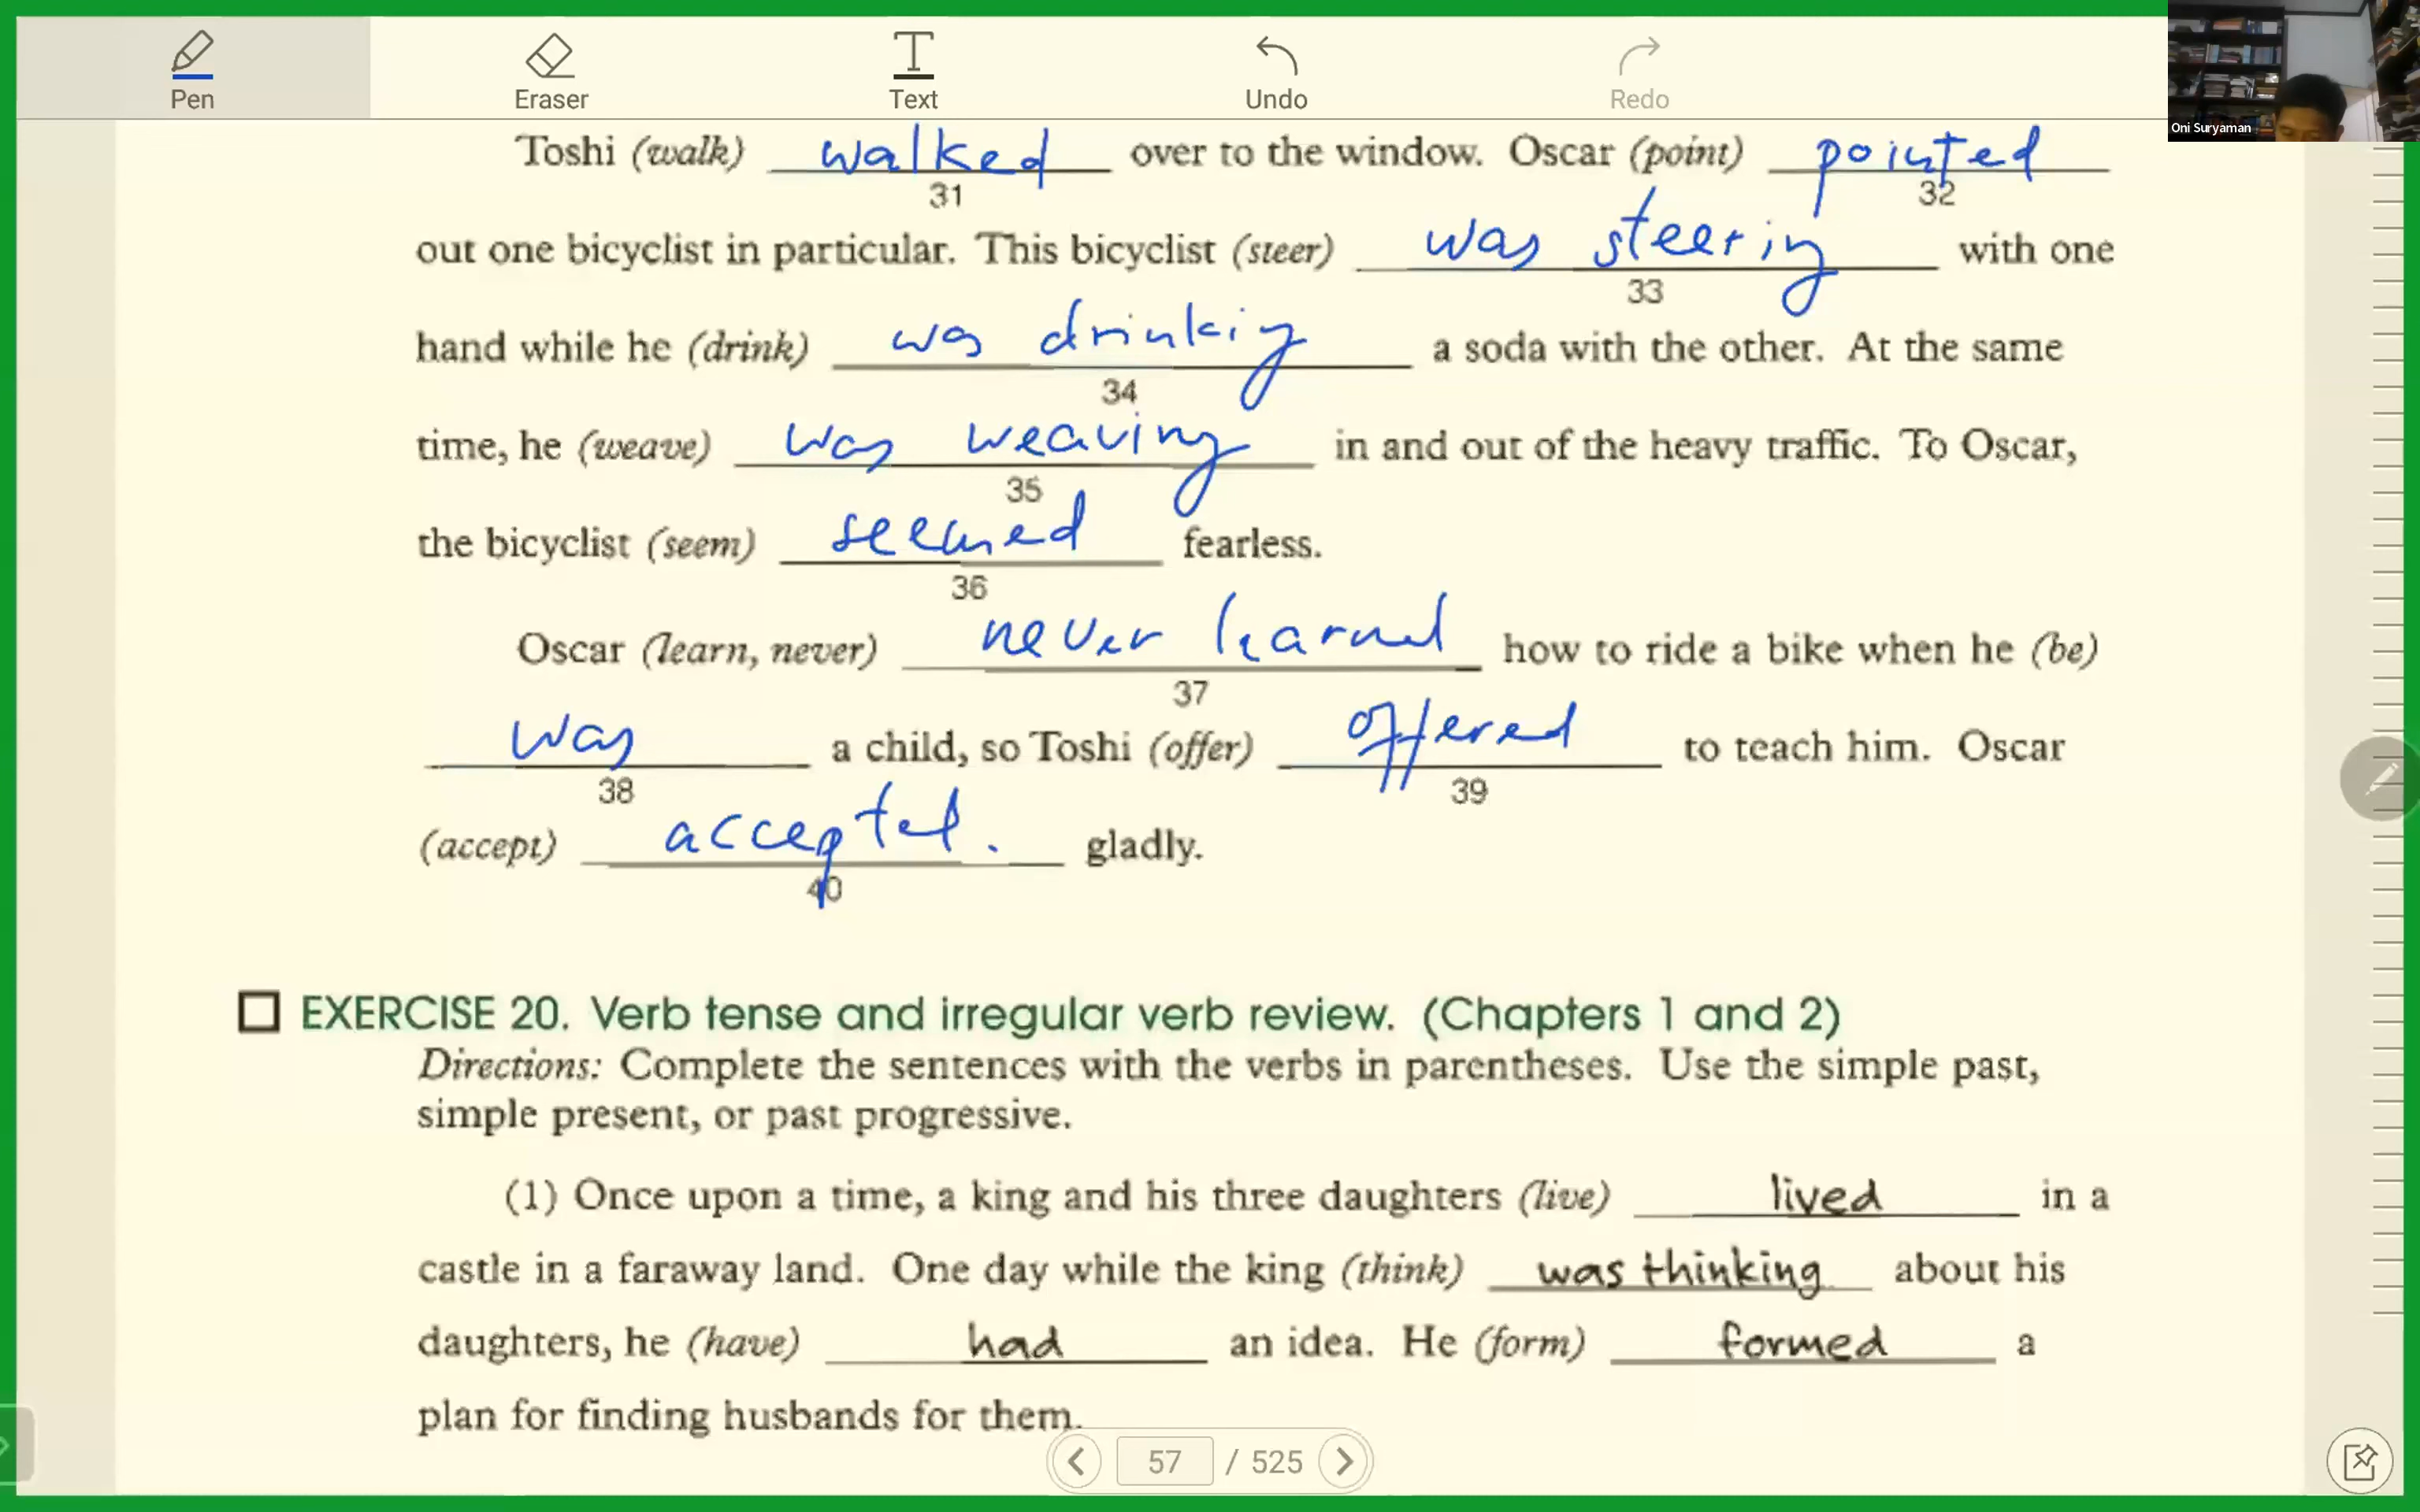 Pen Eraser Text Undo Redo
Oni Suryaman
Toshi (walk) walked over to the window. Oscar (point) pointed
31 32
out one bicyclist in particular. This bicyclist (steer) was steering with one
33
hand while he (drink) was drinking a soda with the other. At the same
34
time, he (weave) was weaving in and out of the heavy traffic. To Oscar,
35
the bicyclist (seem) seemed fearless.
36
Oscar (learn, never) never learned how to ride a bike when he (be)
37
was a child, so Toshi (offer) offered to teach him. Oscar
38 39
(accept) accepted. gladly.
40
EXERCISE 20. Verb tense and irregular verb review. (Chapters 1 and 2)
Directions: Complete the sentences with the verbs in parentheses. Use the simple past,
simple present, or past progressive.
(1) Once upon a time, a king and his three daughters (live) lived in a
castle in a faraway land. One day while the king (think) was thinking about his
daughters, he (have) had an idea. He (form) formed a
plan for finding husbands for them.
57 / 525